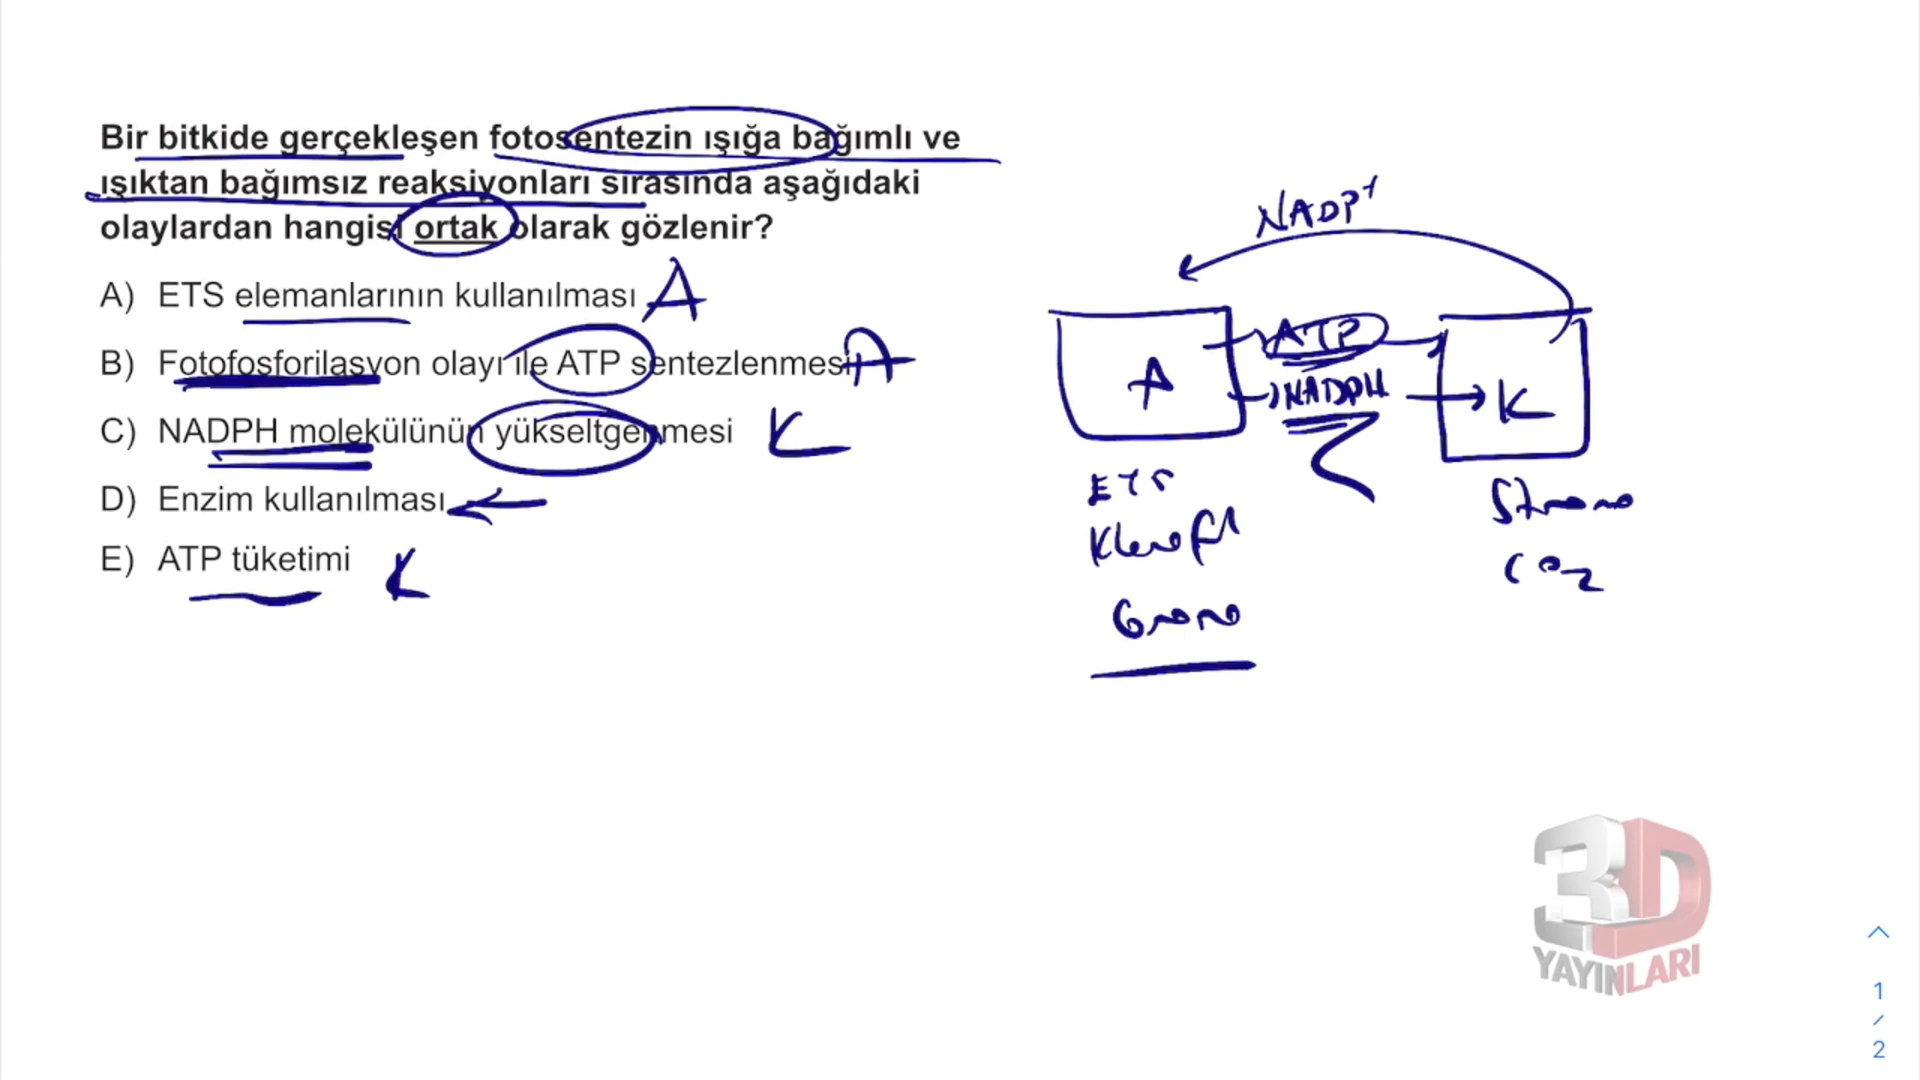 Bir bitkide gerçekleşen fotosentezin ışığa bağımlı ve
ışıktan bağımsız reaksiyonları sırasında aşağıdaki
olaylardan hangisi ortak olarak gözlenir?
A) ETS elemanlarının kullanılması A
B) Fotofosforilasyon olayı ile ATP sentezlenmesi A
C) NADPH molekülünün yükseltgenmesi K
D) Enzim kullanılması
E) ATP tüketimi K
NADP+
A
ATP
NADPH
K
ETS
Klorofil
Grana
Stroma
CO2
3D
YAYINLARI
1
/
2